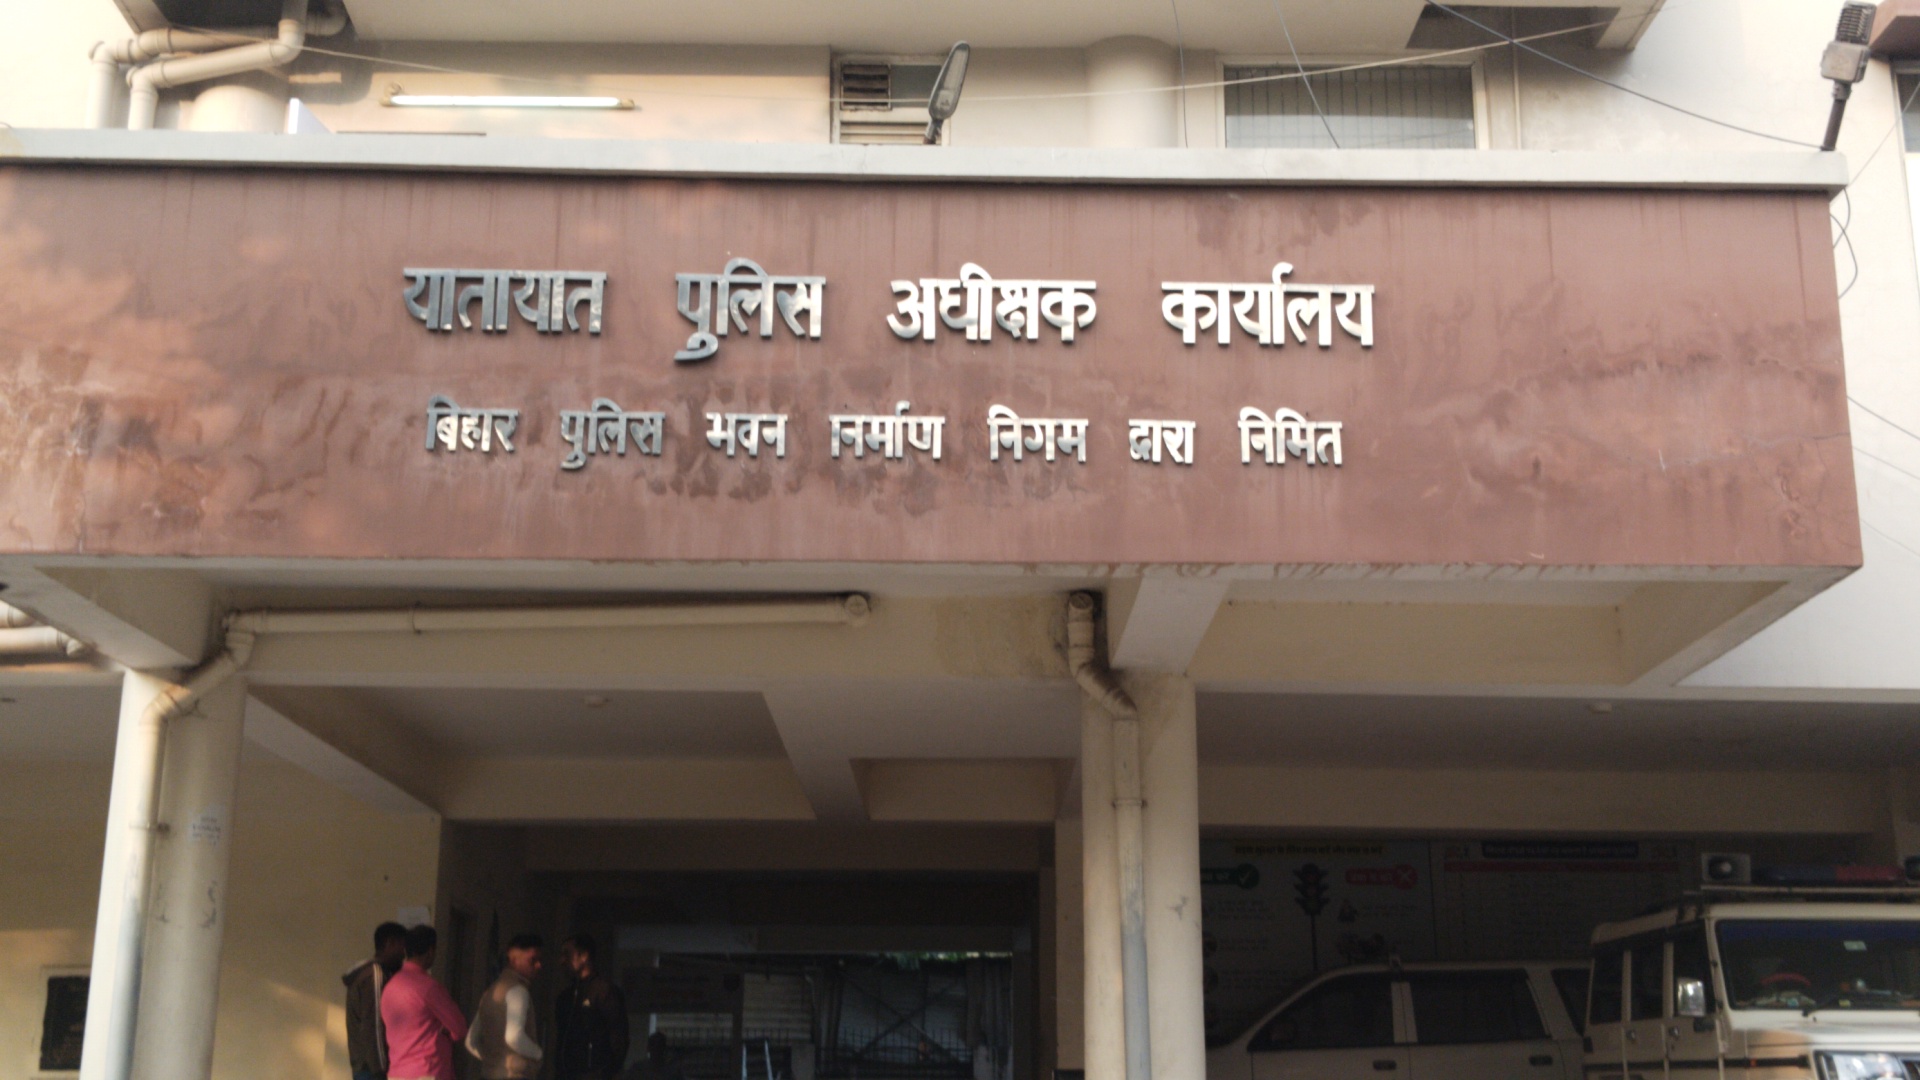 यातायात पुलिस अधीक्षक कार्यालय
बिहार पुलिस भवन निर्माण निगम द्वारा निमित